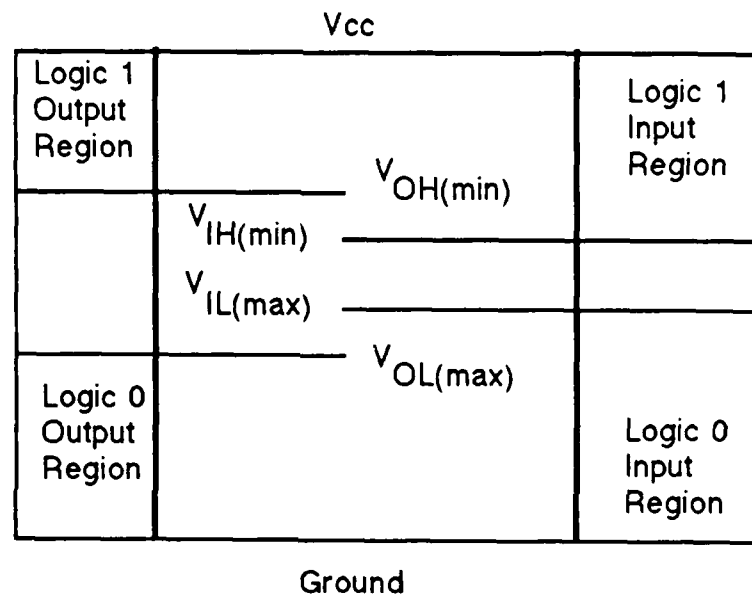 Vcc
Logic 1
Output
Region
Logic 1
Input
Region
VOH(min)
VIH(min)
VIL(max)
VOL(max)
Logic 0
Output
Region
Logic 0
Input
Region
Ground